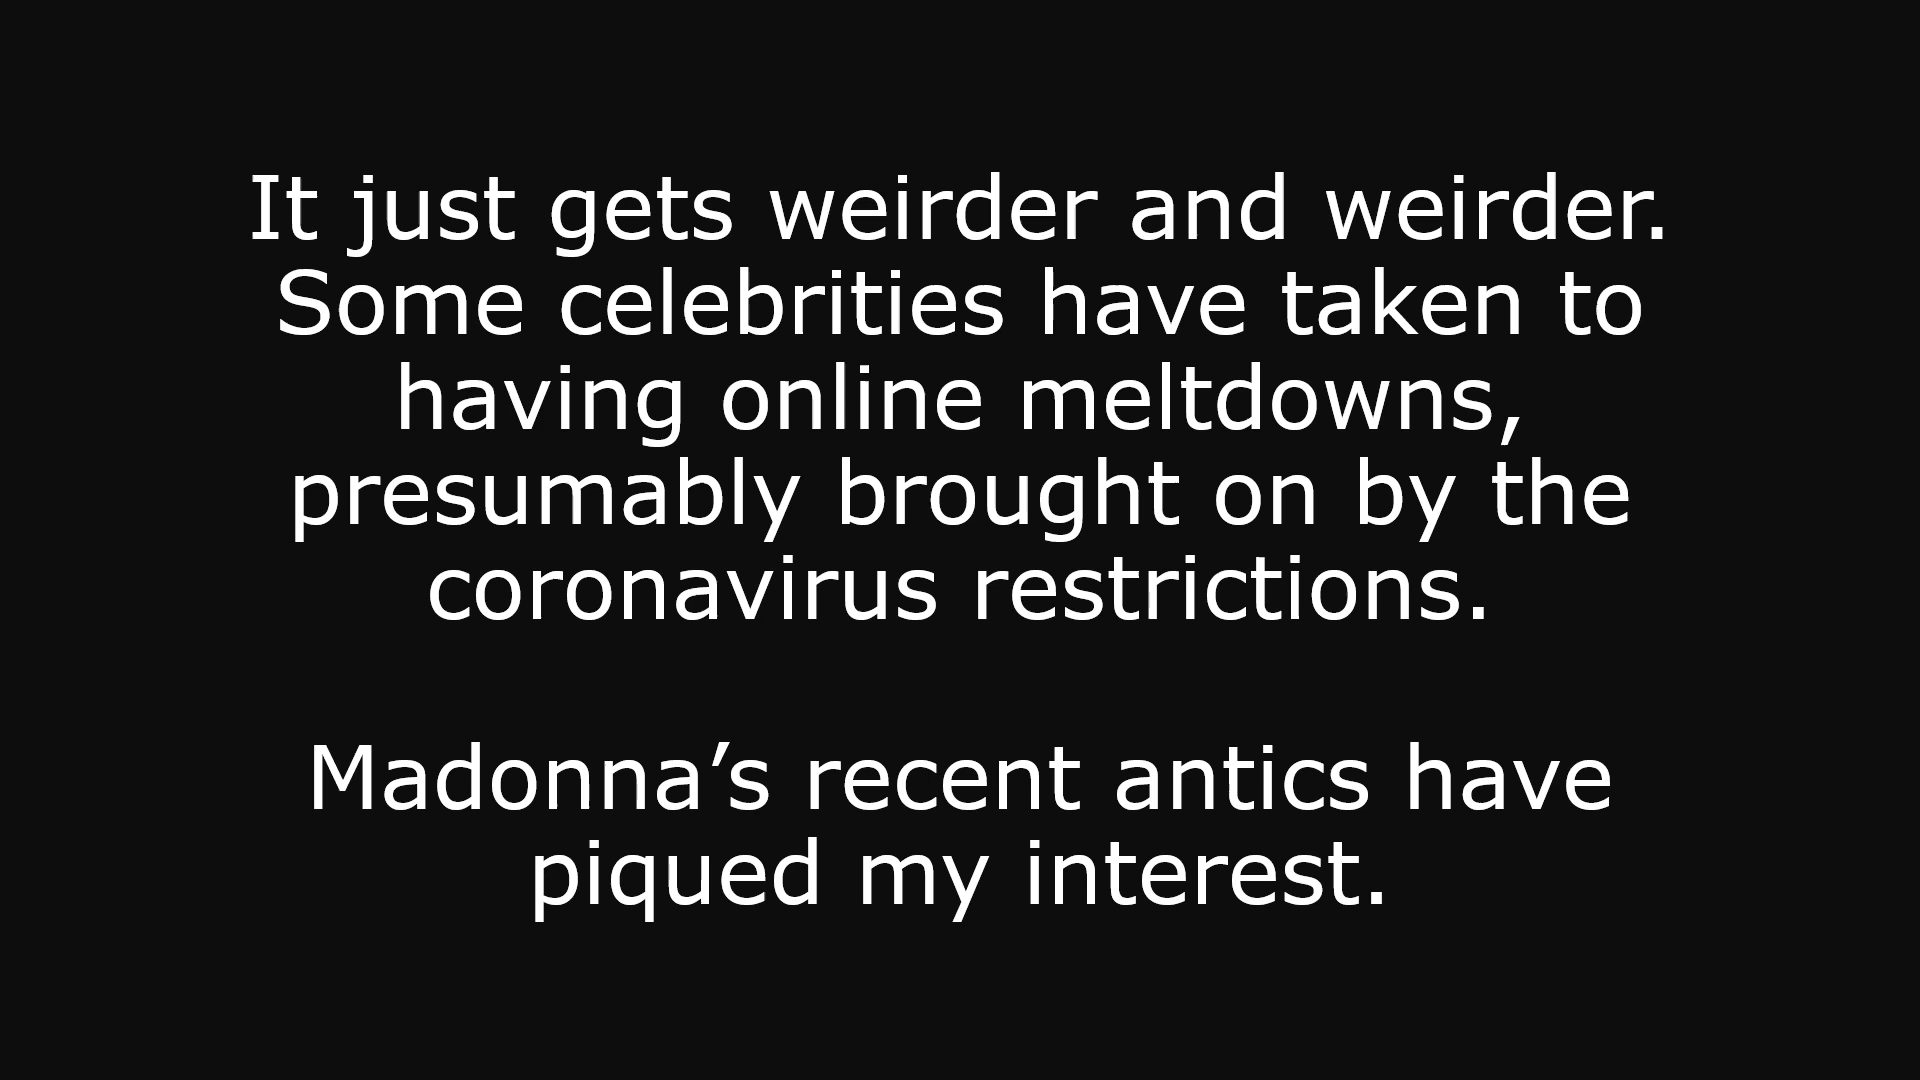 It just gets weirder and weirder.
Some celebrities have taken to
having online meltdowns,
presumably brought on by the
coronavirus restrictions.
Madonna’s recent antics have
piqued my interest.